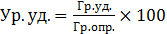 Ур. уд. = Гр.уд. / Гр.опр. × 100